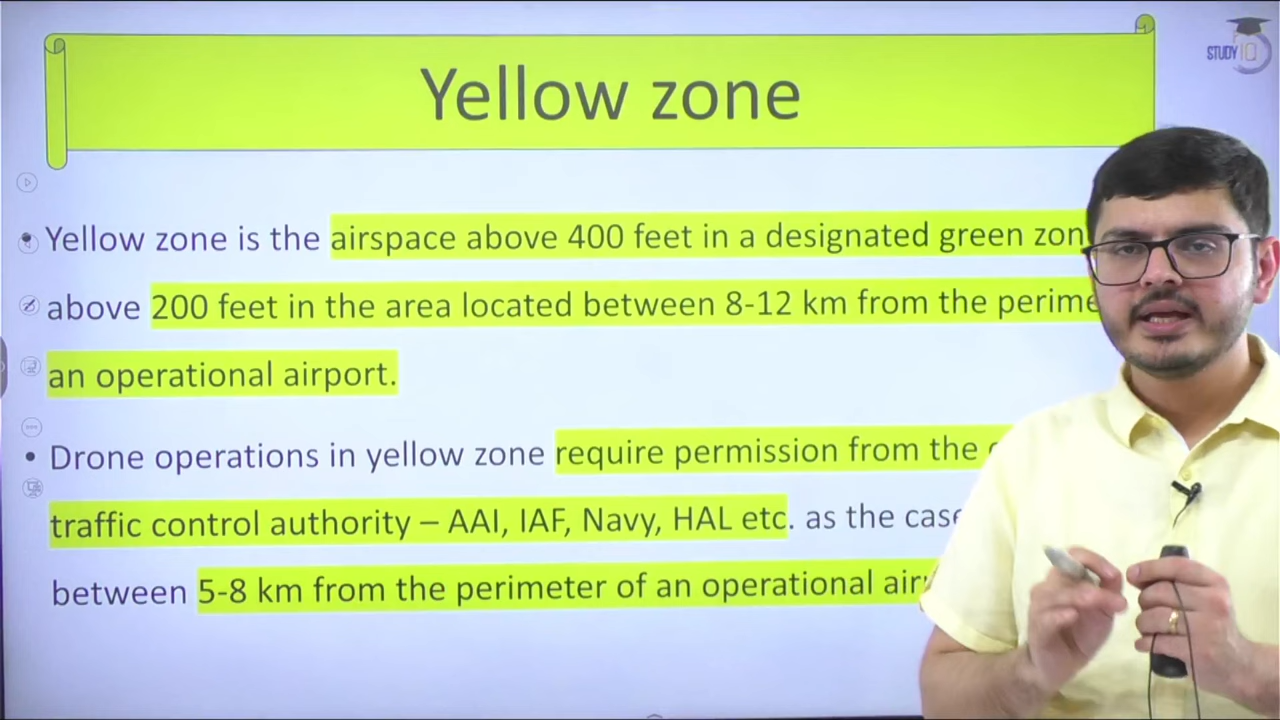 STUDY IQ
Yellow zone
• Yellow zone is the airspace above 400 feet in a designated green
above 200 feet in the area located between 8-12 km from the
an operational airport.
• Drone operations in yellow zone require permission from the
traffic control authority – AAI, IAF, Navy, HAL etc. as the case
between 5-8 km from the perimeter of an operational